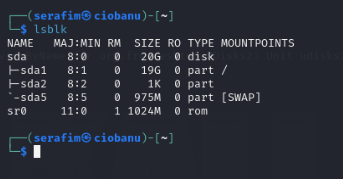 ┌──(serafim㉿ciobanu)-[~]
└─$ lsblk
NAME   MAJ:MIN RM  SIZE RO TYPE MOUNTPOINTS
sda      8:0    0   20G  0 disk
├─sda1   8:1    0   19G  0 part /
├─sda2   8:2    0    1K  0 part
`-sda5   8:5    0  975M  0 part [SWAP]
sr0     11:0    1 1024M  0 rom
┌──(serafim㉿ciobanu)-[~]
└─$